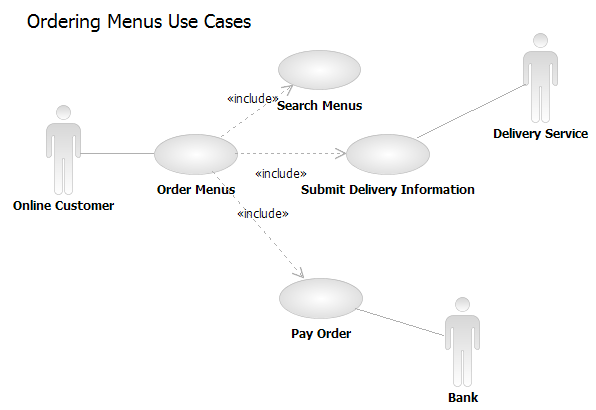 Ordering Menus Use Cases
«include»
Search Menus
Delivery Service
Online Customer
Order Menus
«include»
Submit Delivery Information
«include»
Pay Order
Bank